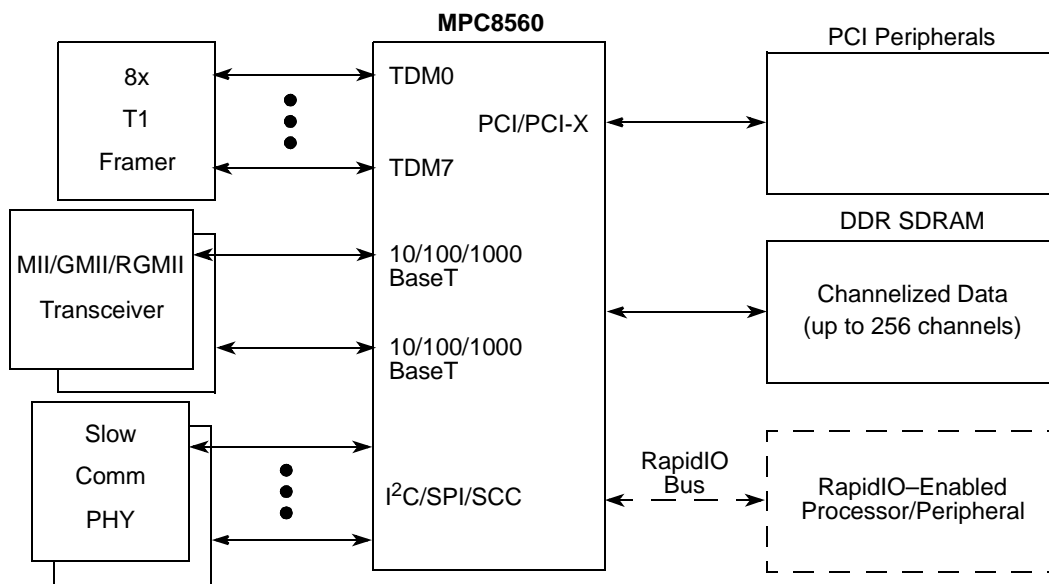 MPC8560
8x
T1
Framer
TDM0
TDM7
PCI/PCI-X
PCI Peripherals
MII/GMII/RGMII
Transceiver
10/100/1000
BaseT
10/100/1000
BaseT
DDR SDRAM
Channelized Data
(up to 256 channels)
Slow
Comm
PHY
I²C/SPI/SCC
RapidIO
Bus
RapidIO–Enabled
Processor/Peripheral